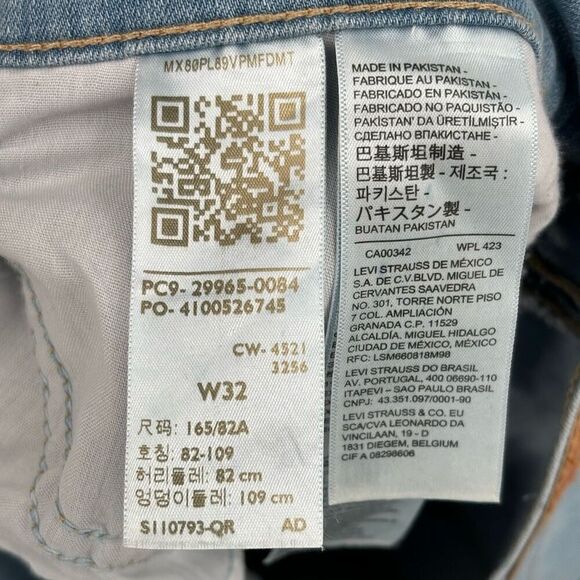 MX80PL89VPMFDMT
PC9- 29965-0084
PO- 4100526745
CW- 4521
3256
W32
尺码: 165/82A
호칭: 82-109
허리둘레: 82 cm
엉덩이둘레: 109 cm
S110793-QR AD
MADE IN PAKISTAN -
FABRIQUE AU PAKISTAN -
FABRICADO EN PAKISTÁN -
FABRICADO NO PAQUISTÃO -
PAKİSTAN'DA ÜRETİLMİŞTİR -
СДЕЛАНО ВПАКИСТАНЕ -
巴基斯坦制造 -
巴基斯坦製 - 제조국 :
파키스탄 -
パキスタン製 -
BUATAN PAKISTAN
CA00342 WPL 423
LEVI STRAUSS DE MÉXICO
S.A. DE C.V.BLVD. MIGUEL DE
CERVANTES SAAVEDRA
NO. 301, TORRE NORTE PISO
7 COL. AMPLIACIÓN
GRANADA C.P. 11529
ALCALDÍA. MIGUEL HIDALGO
CIUDAD DE MÉXICO, MÉXICO
RFC: LSM660818M98
LEVI STRAUSS DO BRASIL
AV. PORTUGAL, 400 06690-110
ITAPEVI – SAO PAULO BRASIL
CNPJ: 43.351.097/0001-90
LEVI STRAUSS & CO. EU
SCA/CVA LEONARDO DA
VINCILAAN, 19 - D
1831 DIEGEM, BELGIUM
CIF A 08298606